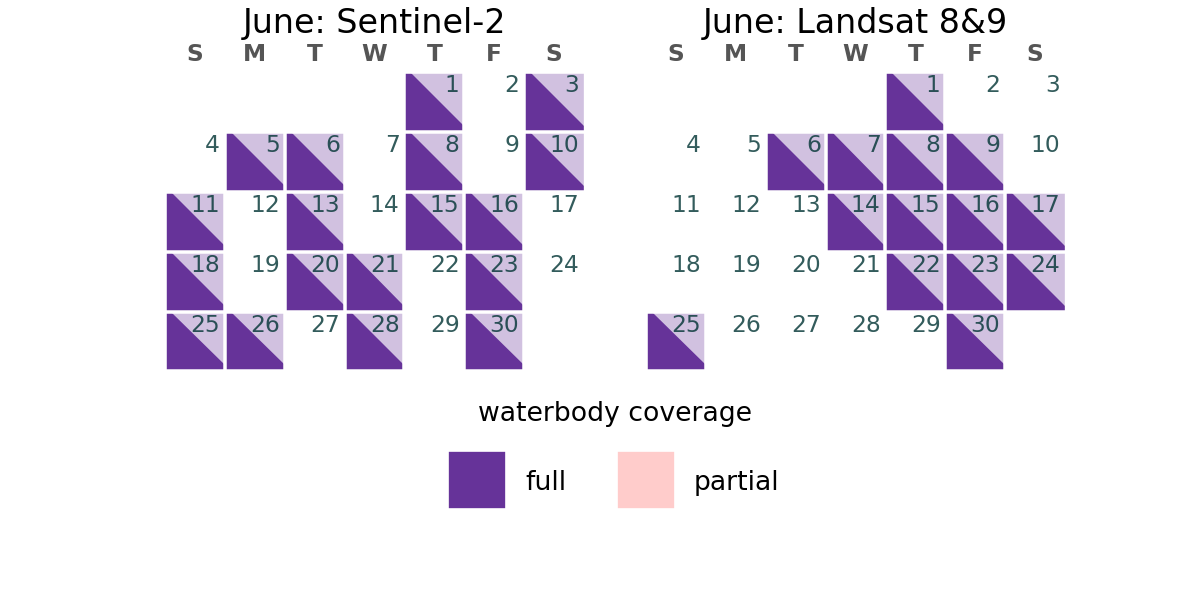 June: Sentinel-2
S M T W T F S
1 2 3
4 5 6 7 8 9 10
11 12 13 14 15 16 17
18 19 20 21 22 23 24
25 26 27 28 29 30
June: Landsat 8&9
S M T W T F S
1 2 3
4 5 6 7 8 9 10
11 12 13 14 15 16 17
18 19 20 21 22 23 24
25 26 27 28 29 30
waterbody coverage
full
partial